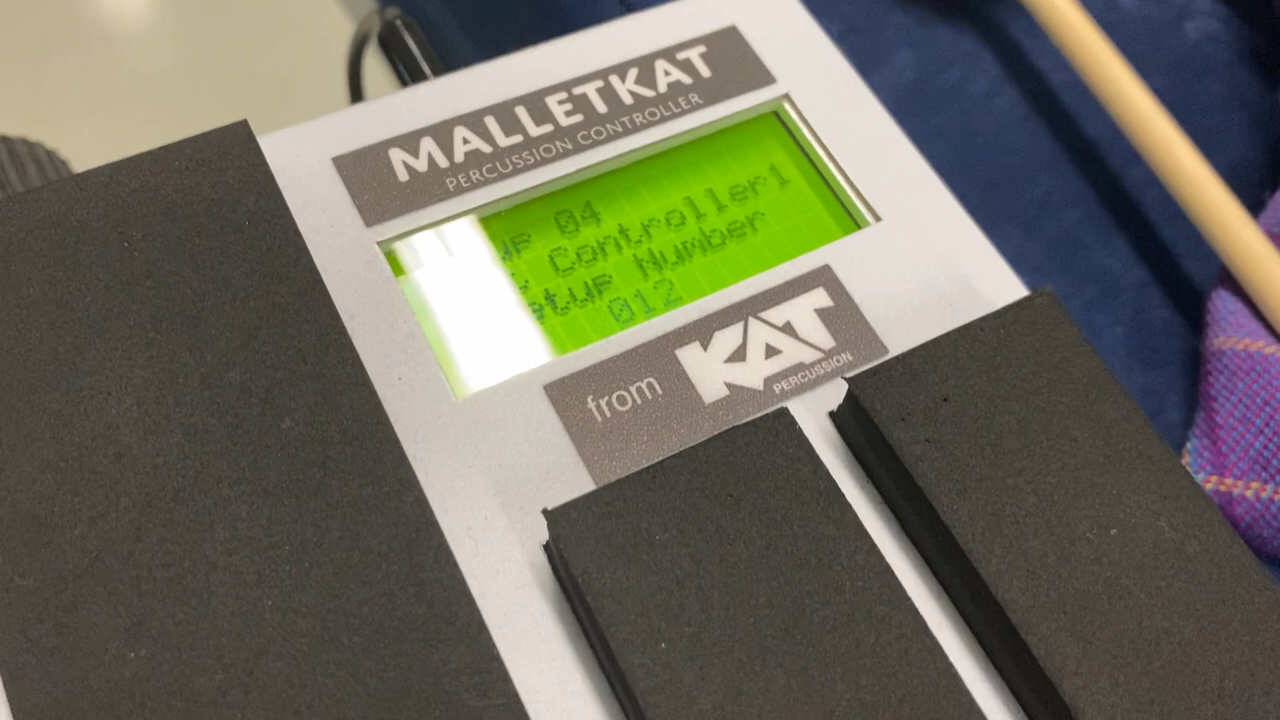 MALLETKAT
PERCUSSION CONTROLLER
04
Controller1
Number
012
from KAT
PERCUSSION